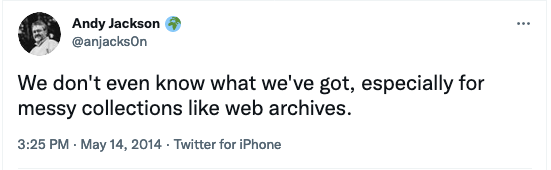 Andy Jackson 🌍
@anjacks0n
We don't even know what we've got, especially for
messy collections like web archives.
3:25 PM · May 14, 2014 · Twitter for iPhone